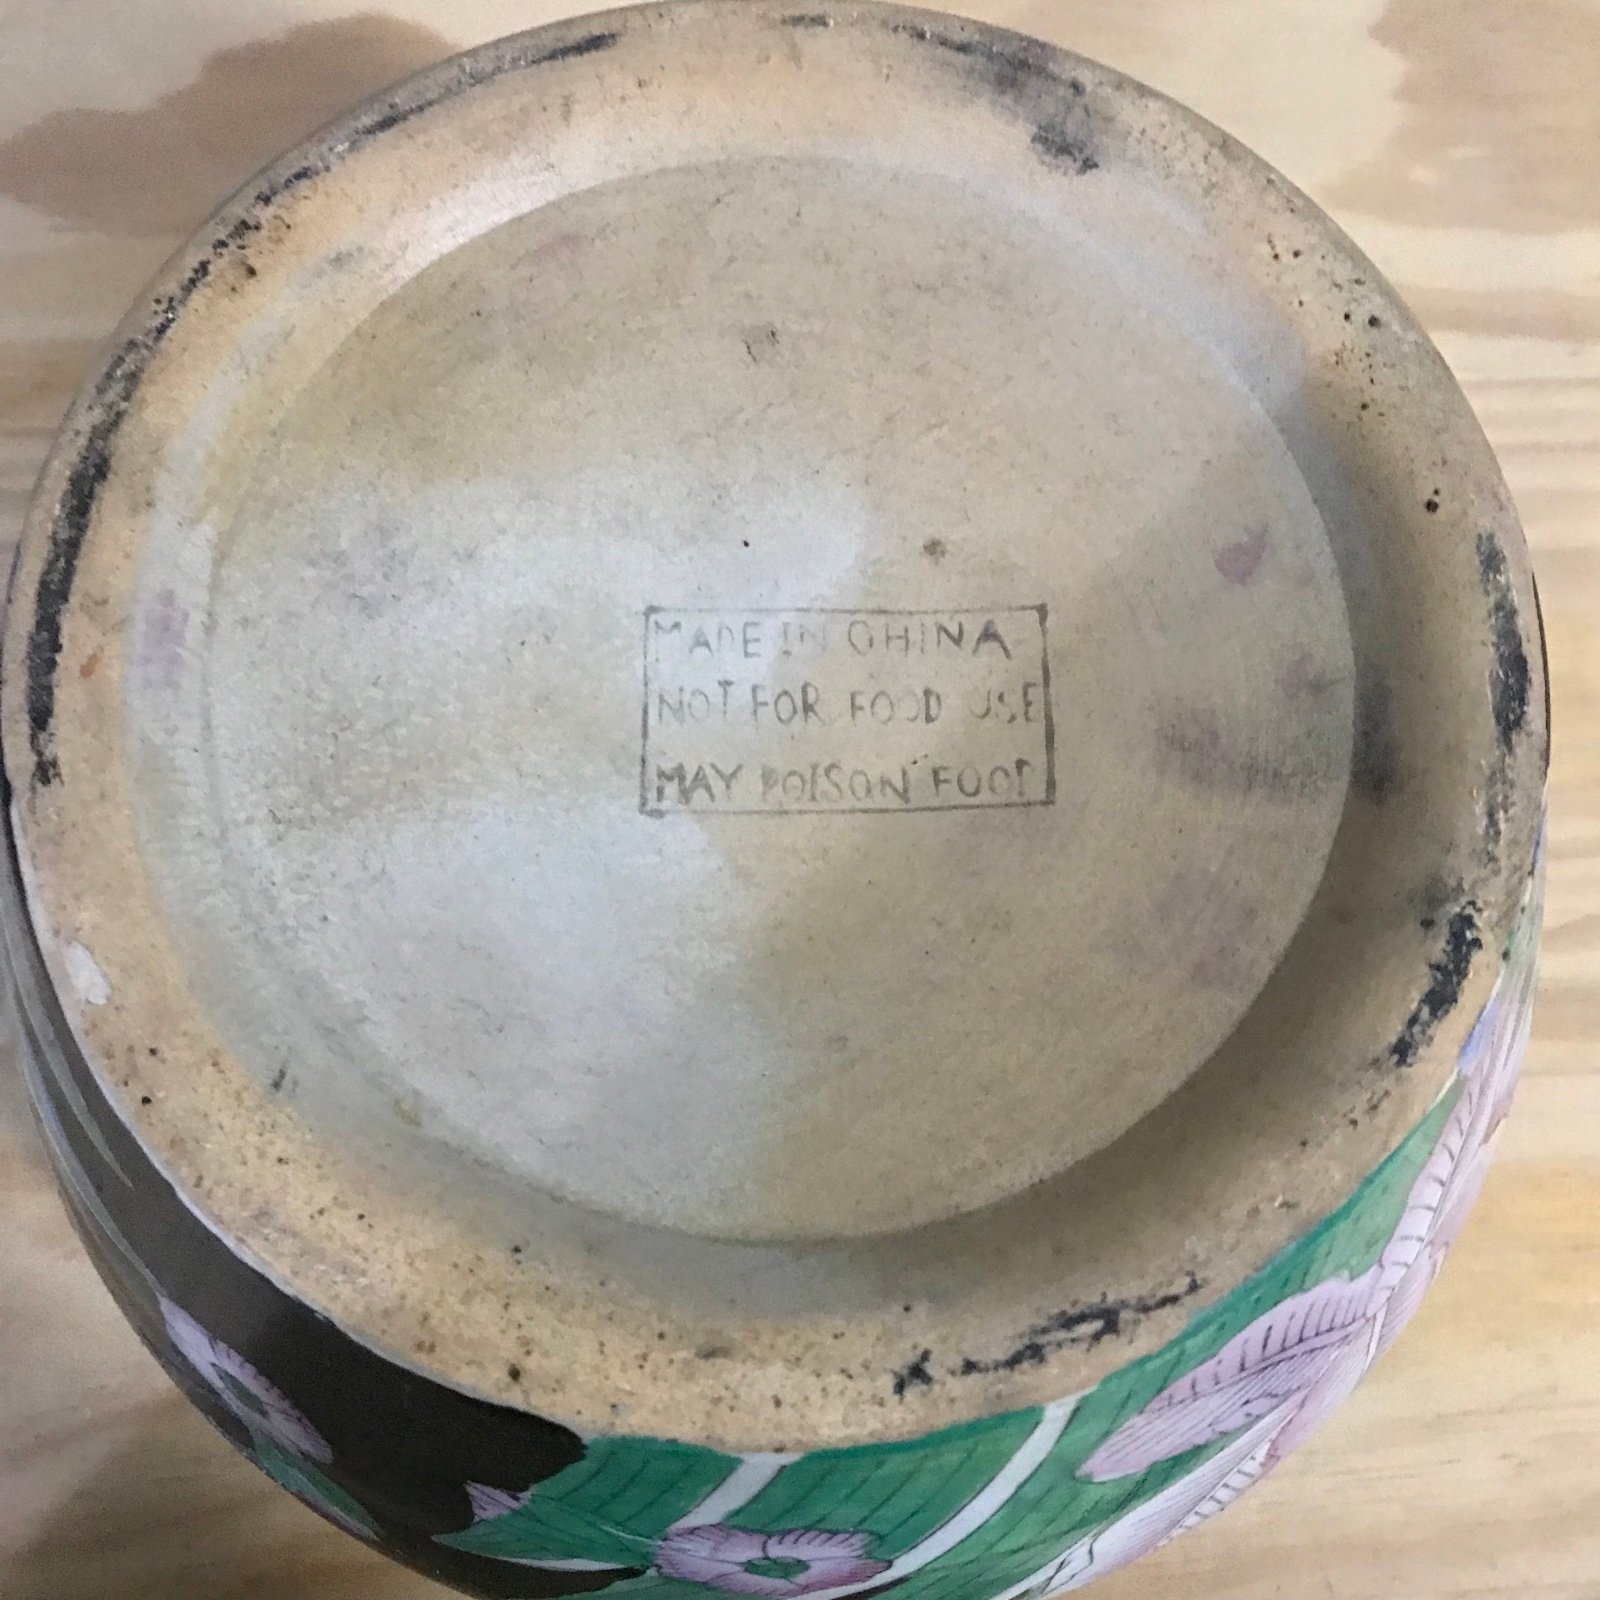 MADE IN CHINA
NOT FOR FOOD USE
MAY POISON FOOD